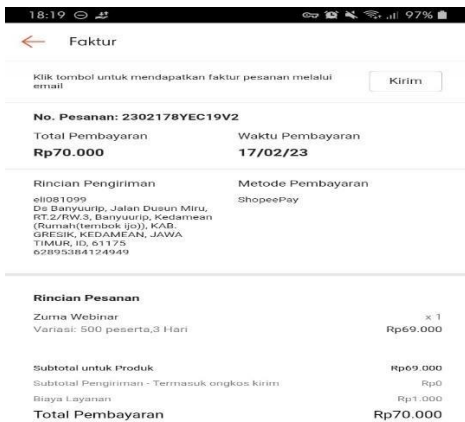 18:19 97%
Faktur
Klik tombol untuk mendapatkan faktur pesanan melalui
email
Kirim
No. Pesanan: 2302178YEC19V2
Total Pembayaran Waktu Pembayaran
Rp70.000 17/02/23
Rincian Pengiriman Metode Pembayaran
eli081099 ShopeePay
Ds Banyuurip, Jalan Dusun Miru,
RT.2/RW.3, Banyuurip, Kedamean
(Rumah(tembok ijo)), KAB.
GRESIK, KEDAMEAN, JAWA
TIMUR, ID, 61175
62895384124949
Rincian Pesanan
Zuma Webinar x 1
Variasi: 500 peserta,3 Hari Rp69.000
Subtotal untuk Produk Rp69.000
Subtotal Pengiriman - Termasuk ongkos kirim Rp0
Biaya Layanan Rp1.000
Total Pembayaran Rp70.000